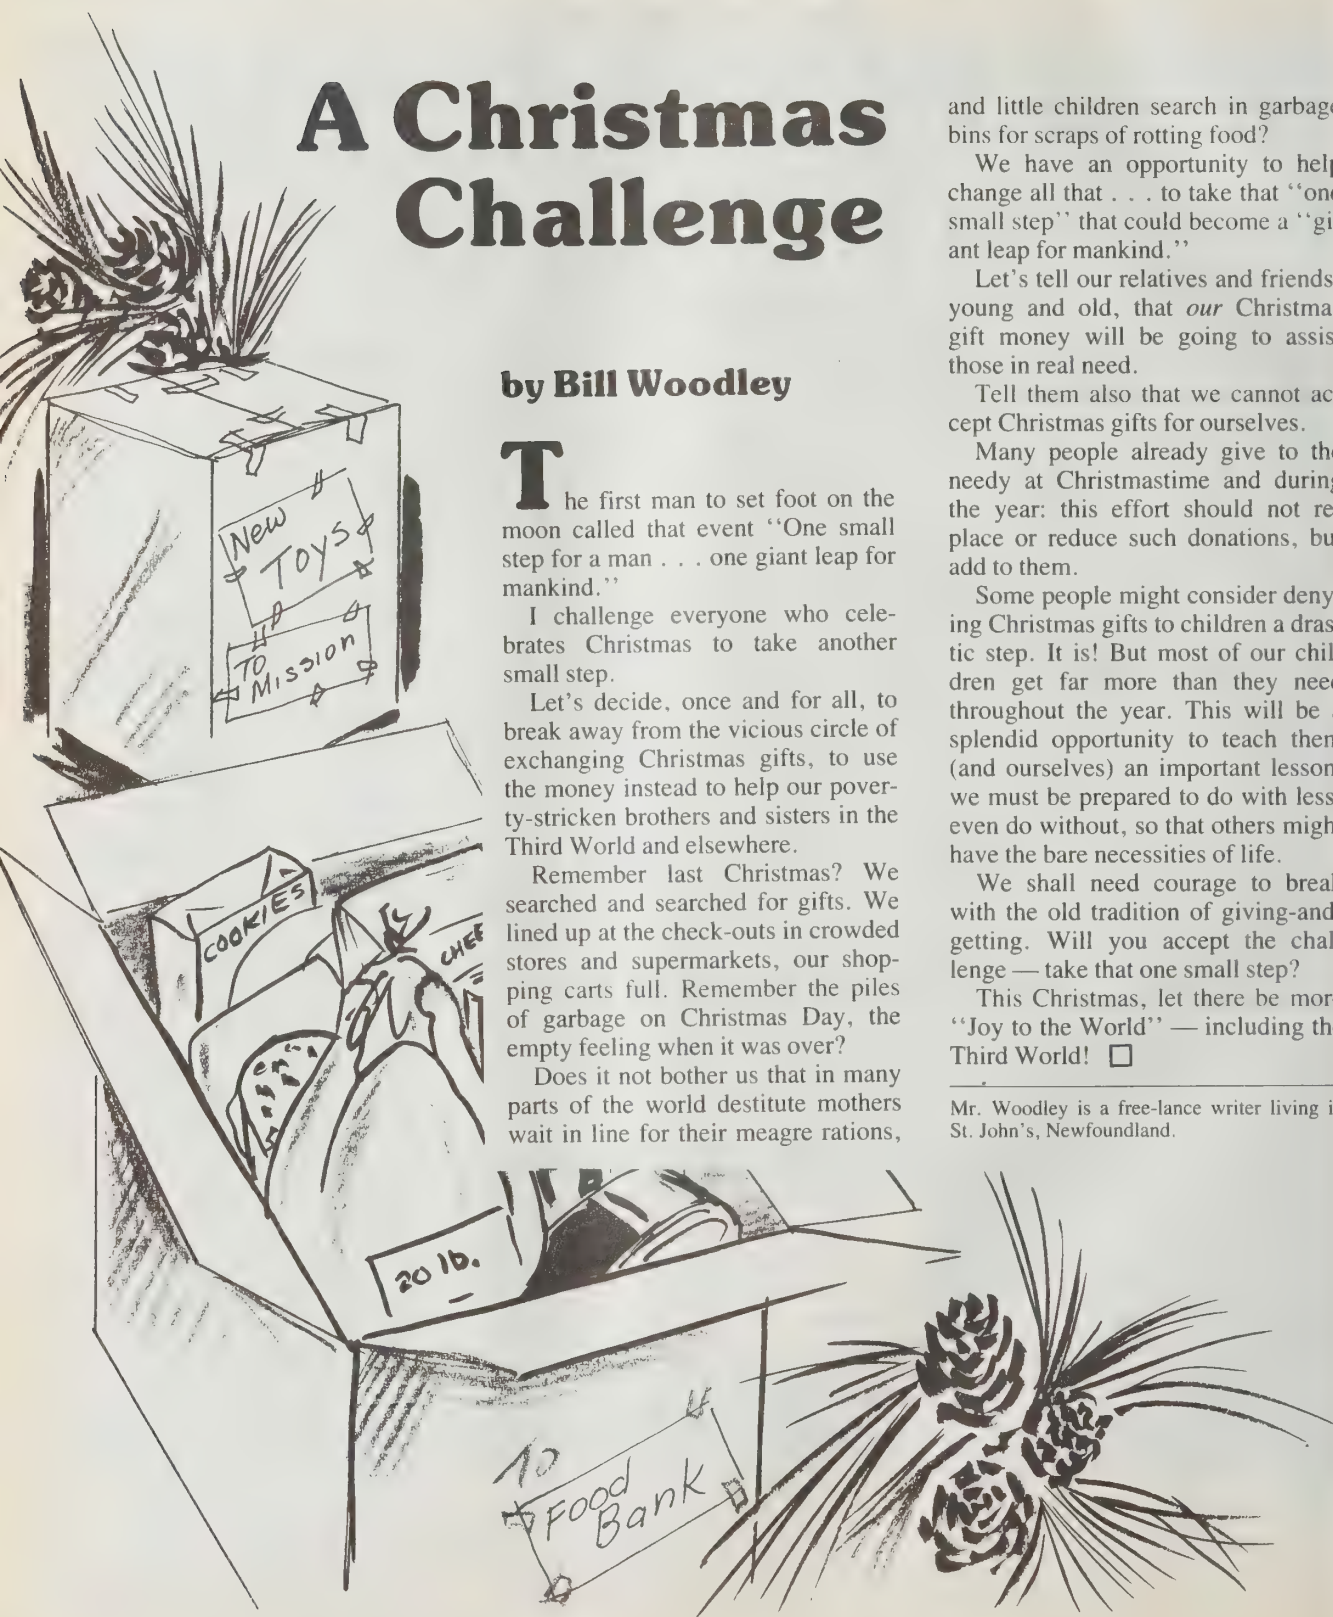 A Christmas
Challenge
by Bill Woodley
The first man to set foot on the
moon called that event "One small
step for a man . . . one giant leap for
mankind."
I challenge everyone who cele-
brates Christmas to take another
small step.
Let's decide, once and for all, to
break away from the vicious circle of
exchanging Christmas gifts, to use
the money instead to help our pover-
ty-stricken brothers and sisters in the
Third World and elsewhere.
Remember last Christmas? We
searched and searched for gifts. We
lined up at the check-outs in crowded
stores and supermarkets, our shop-
ping carts full. Remember the piles
of garbage on Christmas Day, the
empty feeling when it was over?
Does it not bother us that in many
parts of the world destitute mothers
wait in line for their meagre rations,
and little children search in garbage
bins for scraps of rotting food?
We have an opportunity to help
change all that . . . to take that "one
small step" that could become a "gi-
ant leap for mankind."
Let's tell our relatives and friends,
young and old, that our Christma
gift money will be going to assis
those in real need.
Tell them also that we cannot ac-
cept Christmas gifts for ourselves.
Many people already give to the
needy at Christmastime and during
the year: this effort should not re-
place or reduce such donations, bu
add to them.
Some people might consider deny-
ing Christmas gifts to children a dras-
tic step. It is! But most of our chil-
dren get far more than they need
throughout the year. This will be
splendid opportunity to teach them
(and ourselves) an important lesson
we must be prepared to do with less
even do without, so that others migh
have the bare necessities of life.
We shall need courage to break
with the old tradition of giving-and-
getting. Will you accept the chal-
lenge — take that one small step?
This Christmas, let there be mor
"Joy to the World" — including th
Third World! □
Mr. Woodley is a free-lance writer living i
St. John's, Newfoundland.
New
Toys
TO
Mission
COOKIES
CHEE
20 lb.
TO
Food
Bank